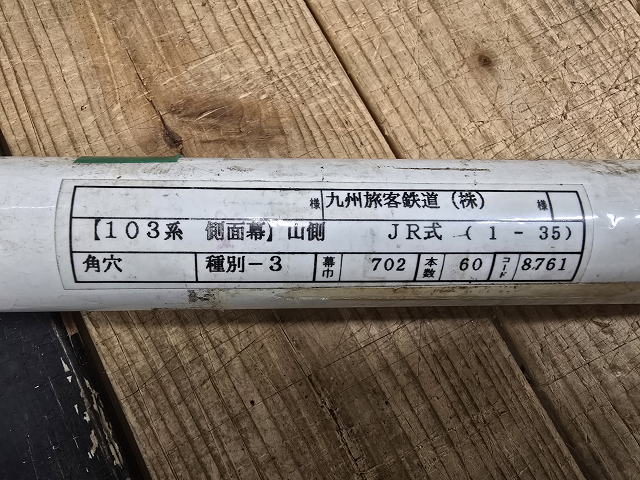 様 九州旅客鉄道（株） 様
【103系 側面幕】山側 JR式 (1-35)
角穴 種別-3 幕巾 702 本数 60 コード 8761